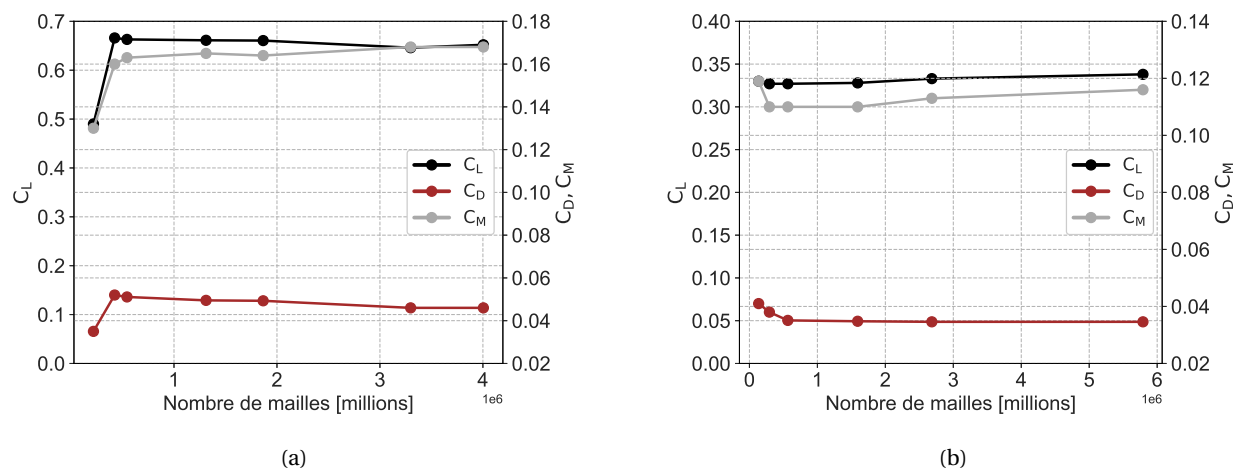 0.7
0.6
0.5
0.4
0.3
0.2
0.1
0.0
C_L
0.18
0.16
0.14
0.12
0.10
0.08
0.06
0.04
0.02
C_D, C_M
C_L
C_D
C_M
1 2 3 4
1e6
Nombre de mailles [millions]
(a)
0.40
0.35
0.30
0.25
0.20
0.15
0.10
0.05
0.00
C_L
0.14
0.12
0.10
0.08
0.06
0.04
0.02
C_D, C_M
C_L
C_D
C_M
0 1 2 3 4 5 6
1e6
Nombre de mailles [millions]
(b)